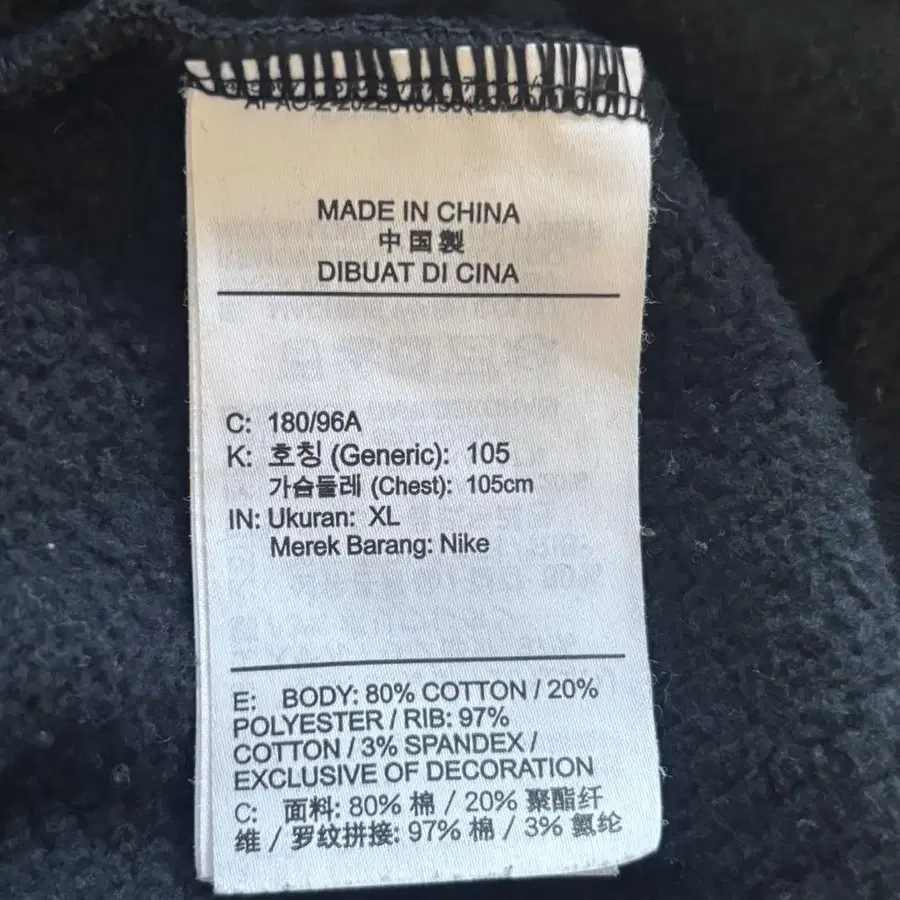 MADE IN CHINA
中国製
DIBUAT DI CINA
C: 180/96A
K: 호칭 (Generic): 105
가슴둘레 (Chest): 105cm
IN: Ukuran: XL
Merek Barang: Nike
E: BODY: 80% COTTON / 20%
POLYESTER / RIB: 97%
COTTON / 3% SPANDEX /
EXCLUSIVE OF DECORATION
C: 面料: 80% 棉 / 20% 聚酯纤
维 / 罗纹拼接: 97% 棉 / 3% 氨纶